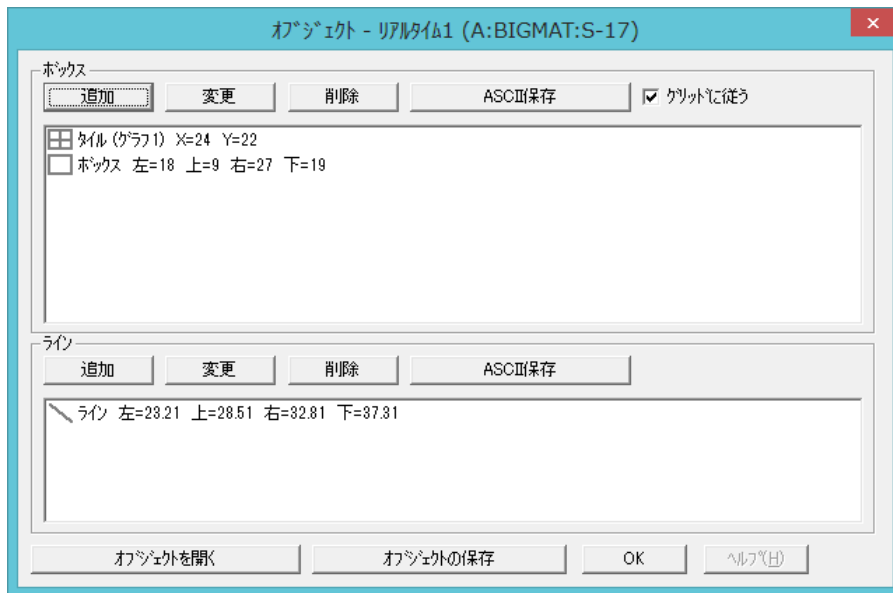 ｵﾌﾞｼﾞｪｸﾄ - ﾘｱﾙﾀｲﾑ1 (A:BIGMAT:S-17)
ﾎﾞｯｸｽ
追加 変更 削除 ASCII保存 ｸﾞﾘｯﾄﾞに従う
ﾀｲﾙ (ｸﾞﾗﾌ1) X=24 Y=22
ﾎﾞｯｸｽ 左=18 上=9 右=27 下=19
ﾗｲﾝ
追加 変更 削除 ASCII保存
ﾗｲﾝ 左=23.21 上=28.51 右=32.81 下=37.31
ｵﾌﾞｼﾞｪｸﾄを開く ｵﾌﾞｼﾞｪｸﾄの保存 OK ﾍﾙﾌﾟ(H)